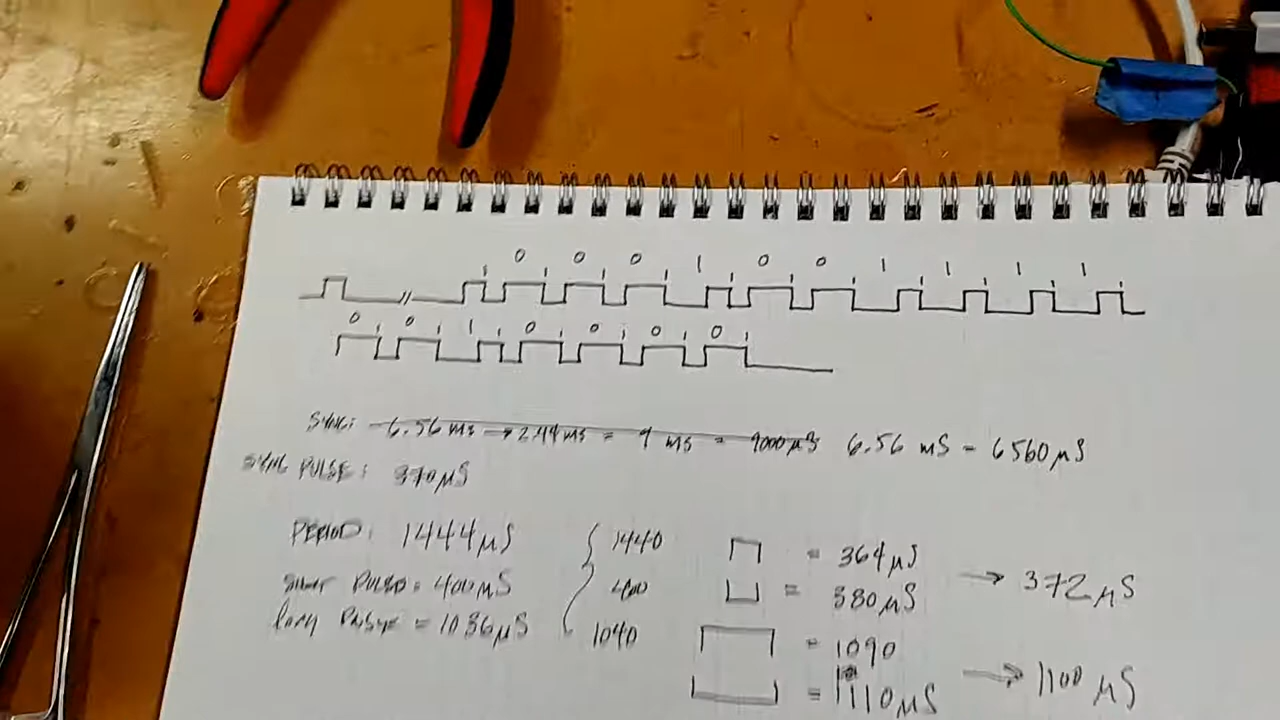 0 0 0 1 0 0 1 1 1 1
0 0 1 0 0 0 0
SYNC: 6.56 ms → 2.44 ms = 9 ms = 9000 µS 6.56 mS = 6560 µS
SYNC PULSE: 370 µS
PERIOD: 1444 µS { 1440 = 364 µS → 372 µS
SHORT PULSE = 400 µS 400 = 380 µS
long Pulse = 1036 µS 1040 = 1090 → 1100 µS
= 1110 µS